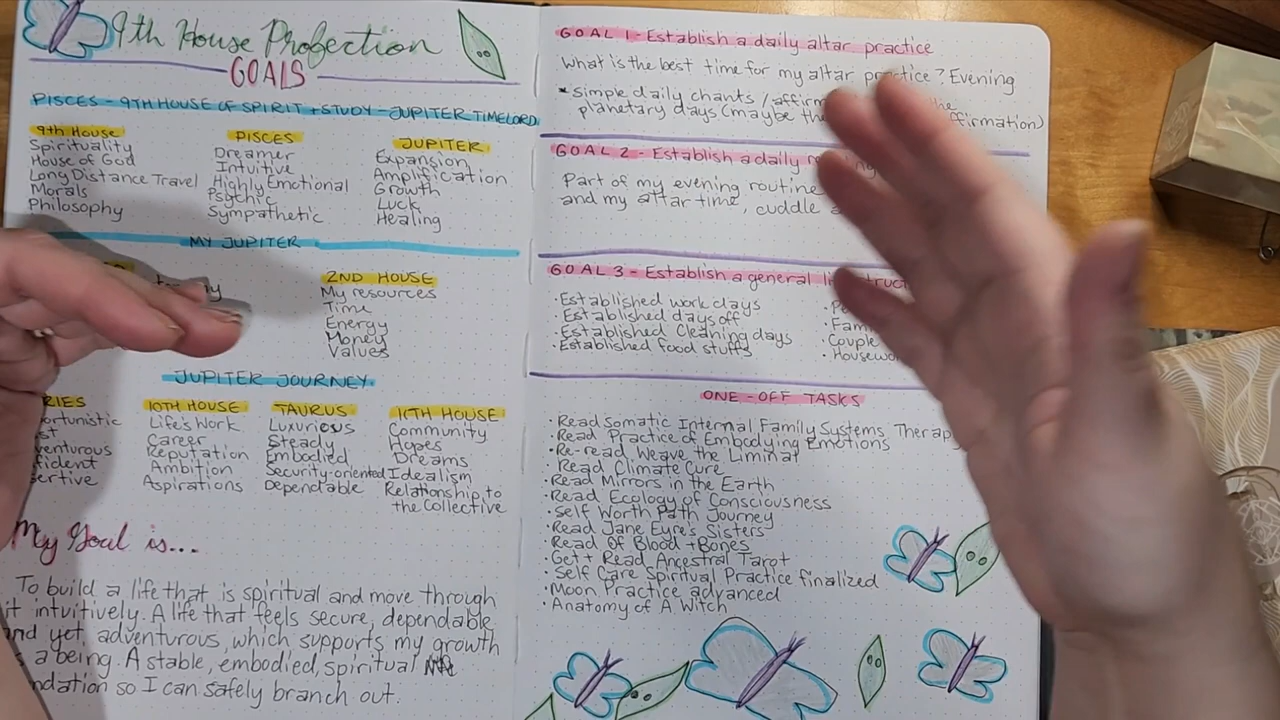 9th House Profection
GOALS
PISCES - 9TH HOUSE OF SPIRIT + STUDY - JUPITER TIMELORD
9th House
Spirituality
House of God
Long Distance Travel
Morals
Philosophy
PISCES
Dreamer
Intuitive
Highly Emotional
Psychic
Sympathetic
JUPITER
Expansion
Amplification
Growth
Luck
Healing
MY JUPITER
2ND HOUSE
My resources
Time
Energy
Money
Values
JUPITER JOURNEY
10TH HOUSE
Life's Work
Career
Reputation
Ambition
Aspirations
TAURUS
Luxurious
Steady
Embodied
Security-oriented
Dependable
11TH HOUSE
Community
Hopes
Dreams
Idealism
Relationship to
the Collective
My Goal is...
To build a life that is spiritual and move through
it intuitively. A life that feels secure, dependable
and yet, adventurous, which supports my growth
a being. A stable, embodied, spiritual
so I can safely branch out.
GOAL 1 - Establish a daily altar practice
What is the best time for my altar practice? Evening
* simple daily chants / the
planetary days (maybe
GOAL 2 - Establish a daily
Part of my evening routine
and my altar time, cuddle
GOAL 3 - Establish a general
· Established work days
· Established days off
· Established Cleaning days
· Established food stuffs
· Couple
ONE-OFF TASKS
· Read Somatic Internal Family Systems Therapy
· Read Practice of Embodying Emotions
· Re-read Weave the Liminal
· Read Climate Cure
· Read Mirrors in the Earth
· Read Ecology of Consciousness
· Self Worth Path Journey
· Read Jane Eyre's Sisters
· Read Of Blood + Bones
· Get + Read Ancestral Tarot
· Self Care Spiritual Practice finalized
· Moon Practice advanced
· Anatomy of A Witch